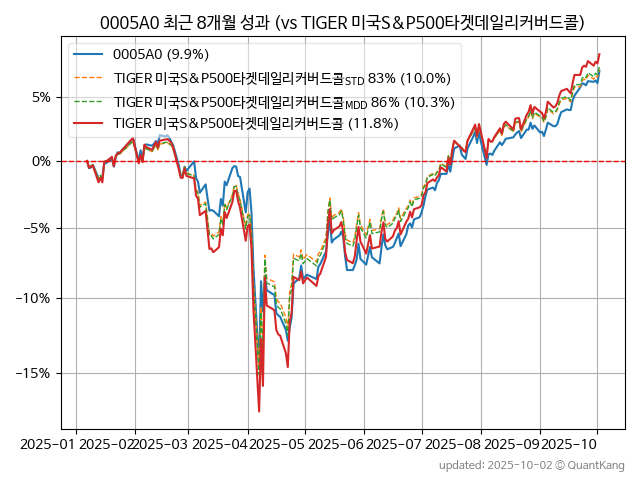 0005A0 최근 8개월 성과 (vs TIGER 미국S&P500타겟데일리커버드콜)
0005A0 (9.9%)
TIGER 미국S&P500타겟데일리커버드콜STD 83% (10.0%)
TIGER 미국S&P500타겟데일리커버드콜MDD 86% (10.3%)
TIGER 미국S&P500타겟데일리커버드콜 (11.8%)
5%
0%
−5%
−10%
−15%
2025-01 2025-02 2025-03 2025-04 2025-05 2025-06 2025-07 2025-08 2025-09 2025-10
updated: 2025-10-02 © QuantKang